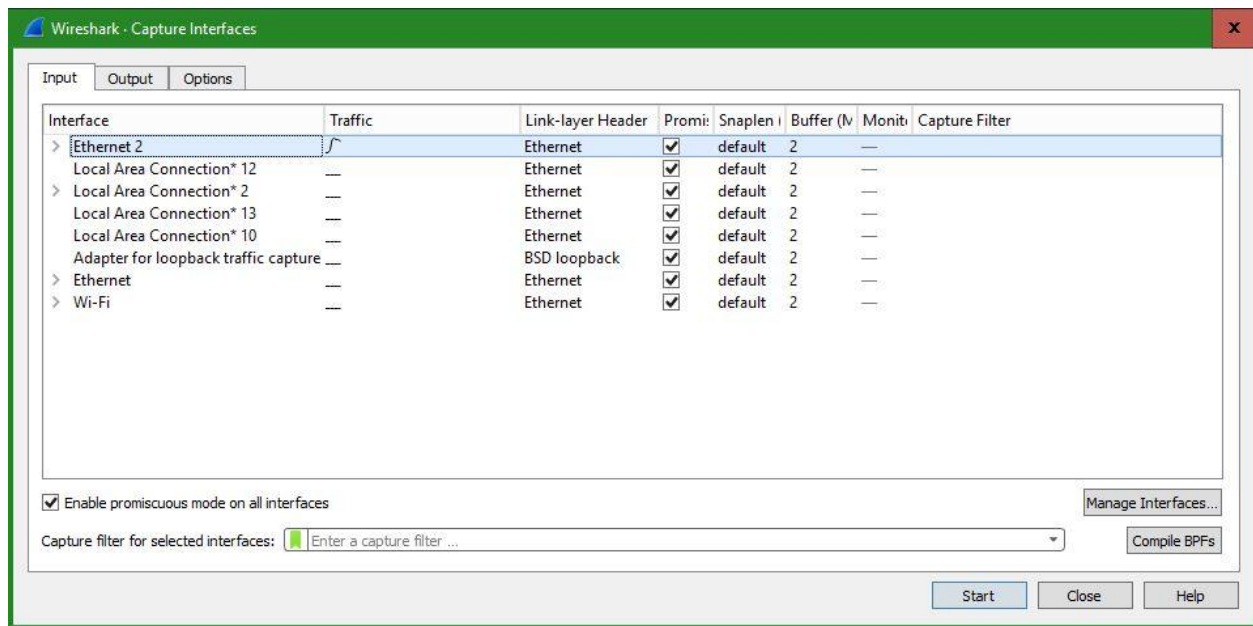 Wireshark · Capture Interfaces
Input Output Options
Interface Traffic Link-layer Header Promi: Snaplen ( Buffer (M Monit Capture Filter
Ethernet 2 Ethernet default 2 —
Local Area Connection* 12 Ethernet default 2 —
Local Area Connection* 2 Ethernet default 2 —
Local Area Connection* 13 Ethernet default 2 —
Local Area Connection* 10 Ethernet default 2 —
Adapter for loopback traffic capture BSD loopback default 2 —
Ethernet Ethernet default 2 —
Wi-Fi Ethernet default 2 —
Enable promiscuous mode on all interfaces Manage Interfaces...
Capture filter for selected interfaces: Enter a capture filter ... Compile BPFs
Start Close Help